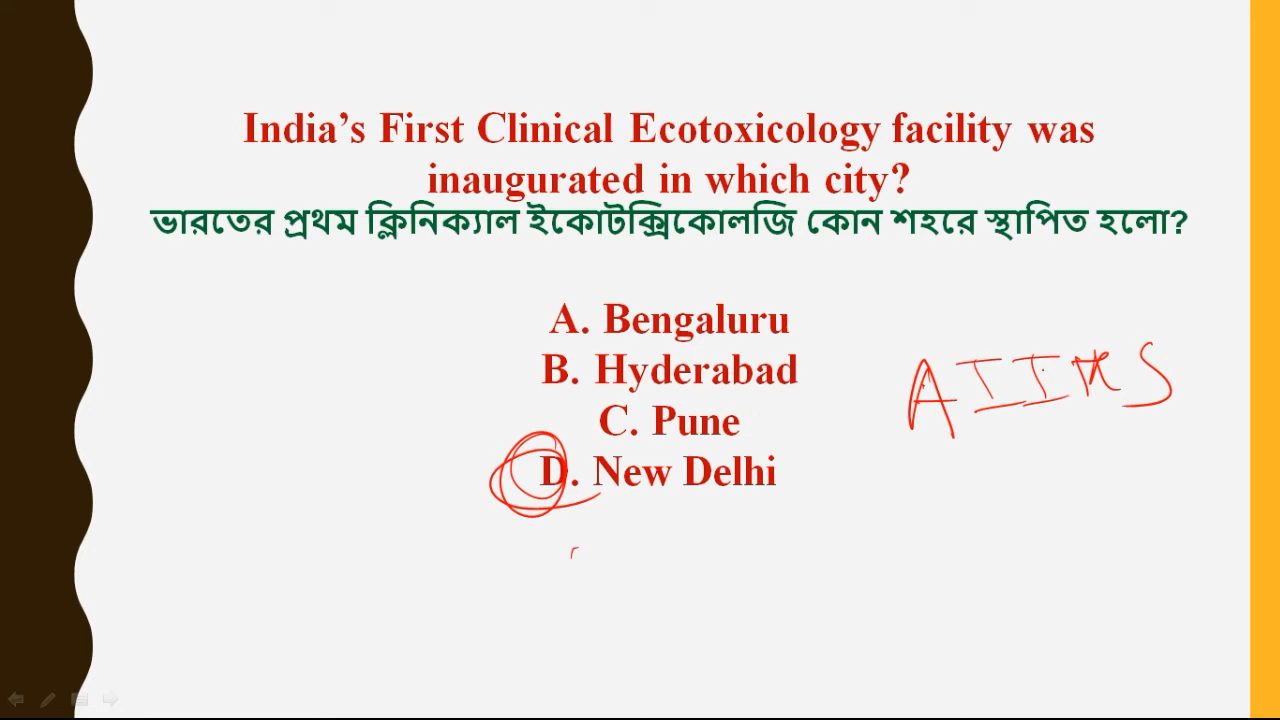 India’s First Clinical Ecotoxicology facility was
inaugurated in which city?
ভারতের প্রথম ক্লিনিক্যাল ইকোটক্সিকোলজি কোন শহরে স্থাপিত হলো?
A. Bengaluru
B. Hyderabad
AIIMS
C. Pune
D. New Delhi